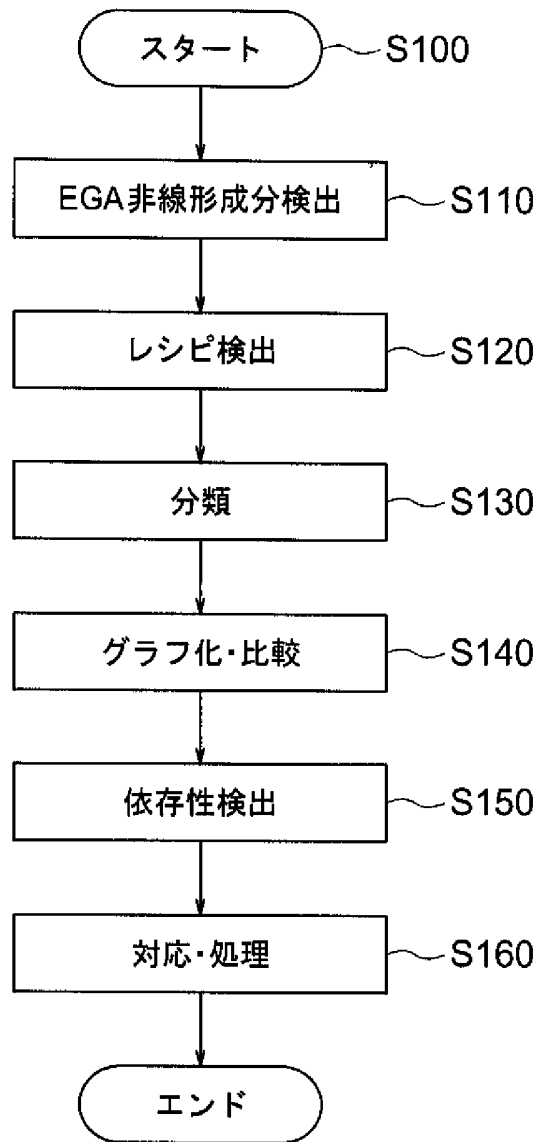 スタート S100
EGA非線形成分検出 S110
レシピ検出 S120
分類 S130
グラフ化・比較 S140
依存性検出 S150
対応・処理 S160
エンド